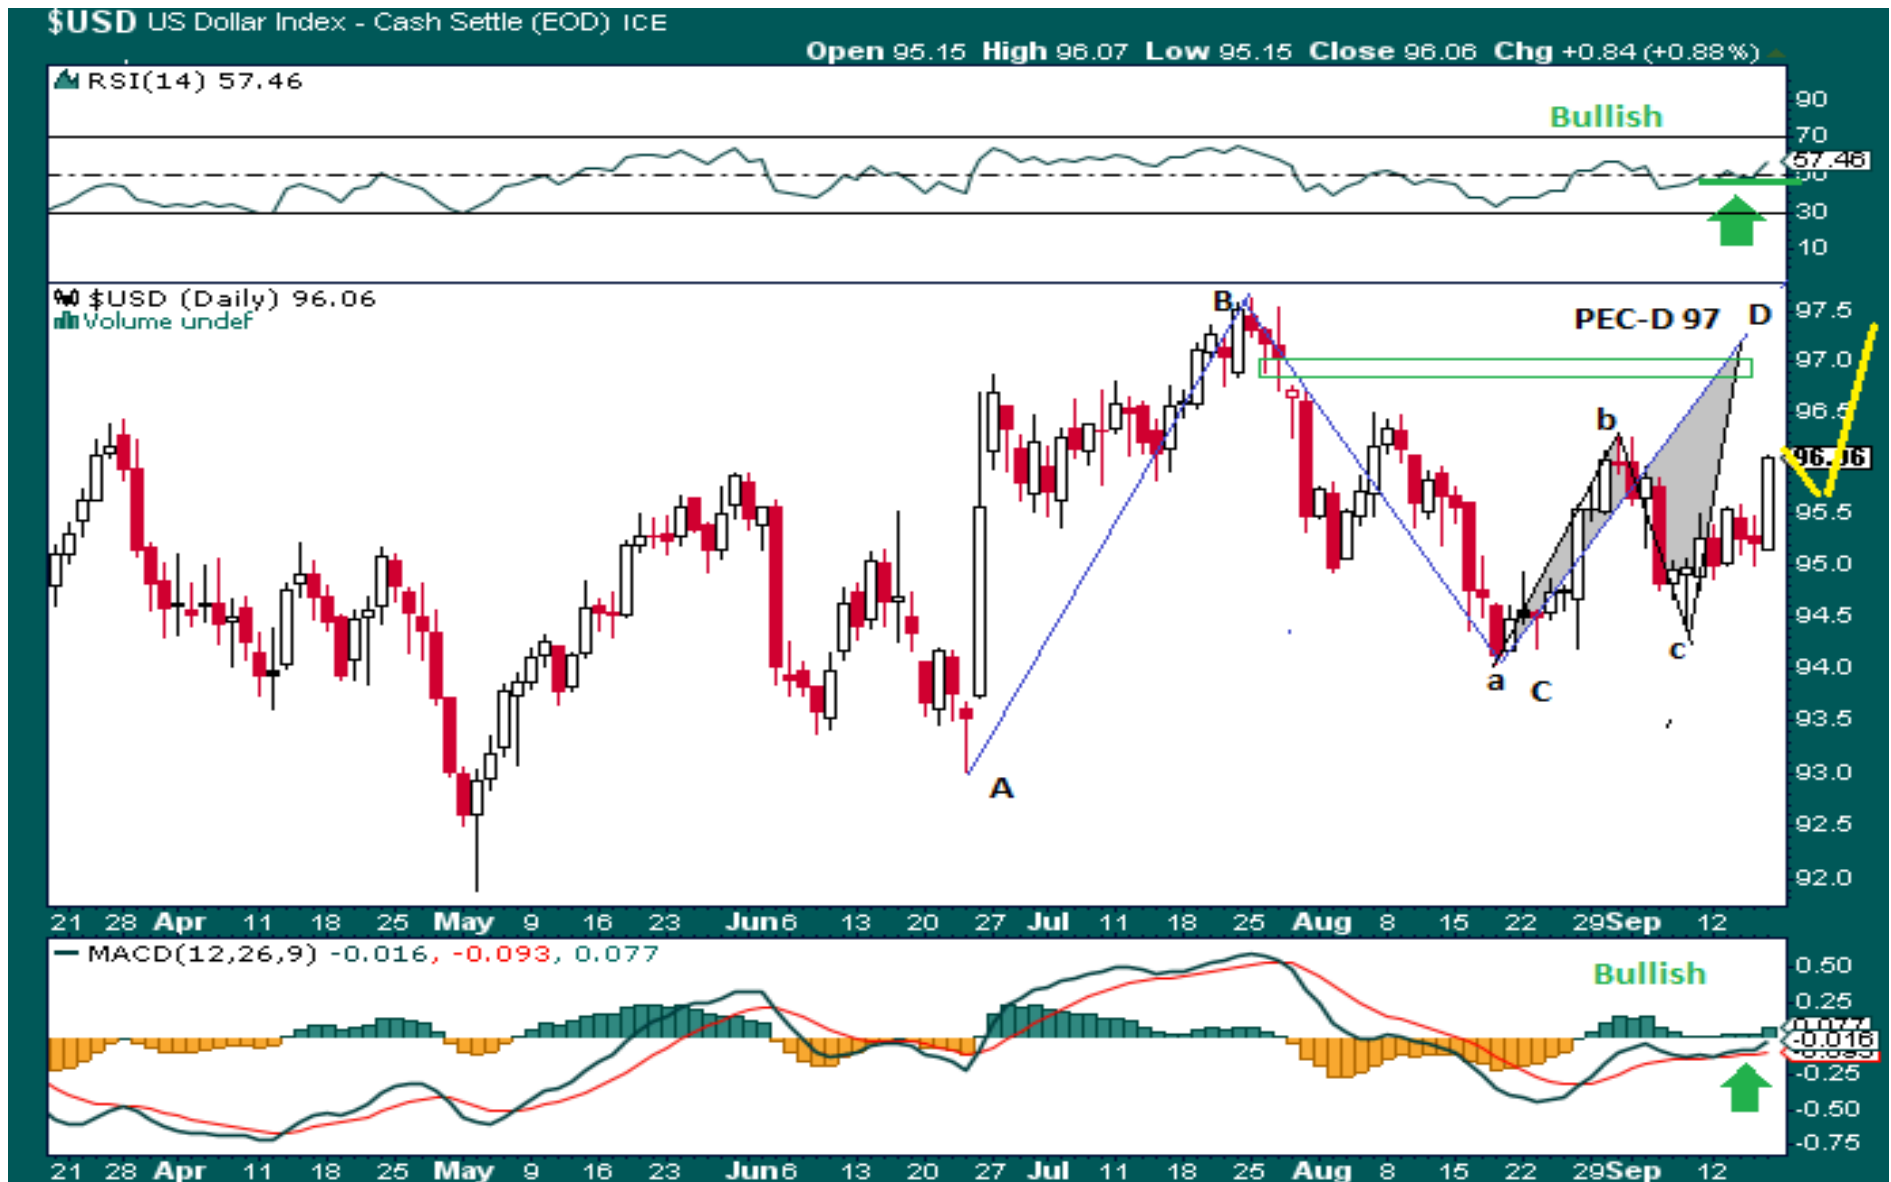 $USD US Dollar Index - Cash Settle (EOD) ICE
Open 95.15 High 96.07 Low 95.15 Close 96.06 Chg +0.84 (+0.88%)
RSI(14) 57.46
Bullish
90
70
57.46
50
30
10
$USD (Daily) 96.06
Volume undef
B
PEC-D 97
D
b
a
C
c
A
97.5
97.0
96.5
96.06
95.5
95.0
94.5
94.0
93.5
93.0
92.5
92.0
21 28 Apr 11 18 25 May 9 16 23 Jun 6 13 20 27 Jul 11 18 25 Aug 8 15 22 29 Sep 12
MACD(12,26,9) -0.016, -0.093, 0.077
Bullish
0.50
0.25
0.077
-0.016
-0.093
-0.25
-0.50
-0.75
21 28 Apr 11 18 25 May 9 16 23 Jun 6 13 20 27 Jul 11 18 25 Aug 8 15 22 29 Sep 12